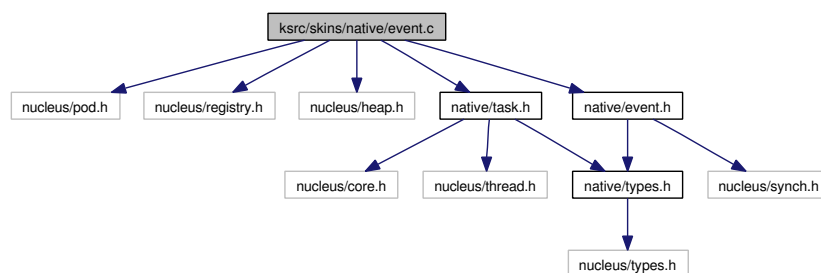 ksrc/skins/native/event.c
nucleus/pod.h
nucleus/registry.h
nucleus/heap.h
native/task.h
native/event.h
nucleus/core.h
nucleus/thread.h
native/types.h
nucleus/synch.h
nucleus/types.h